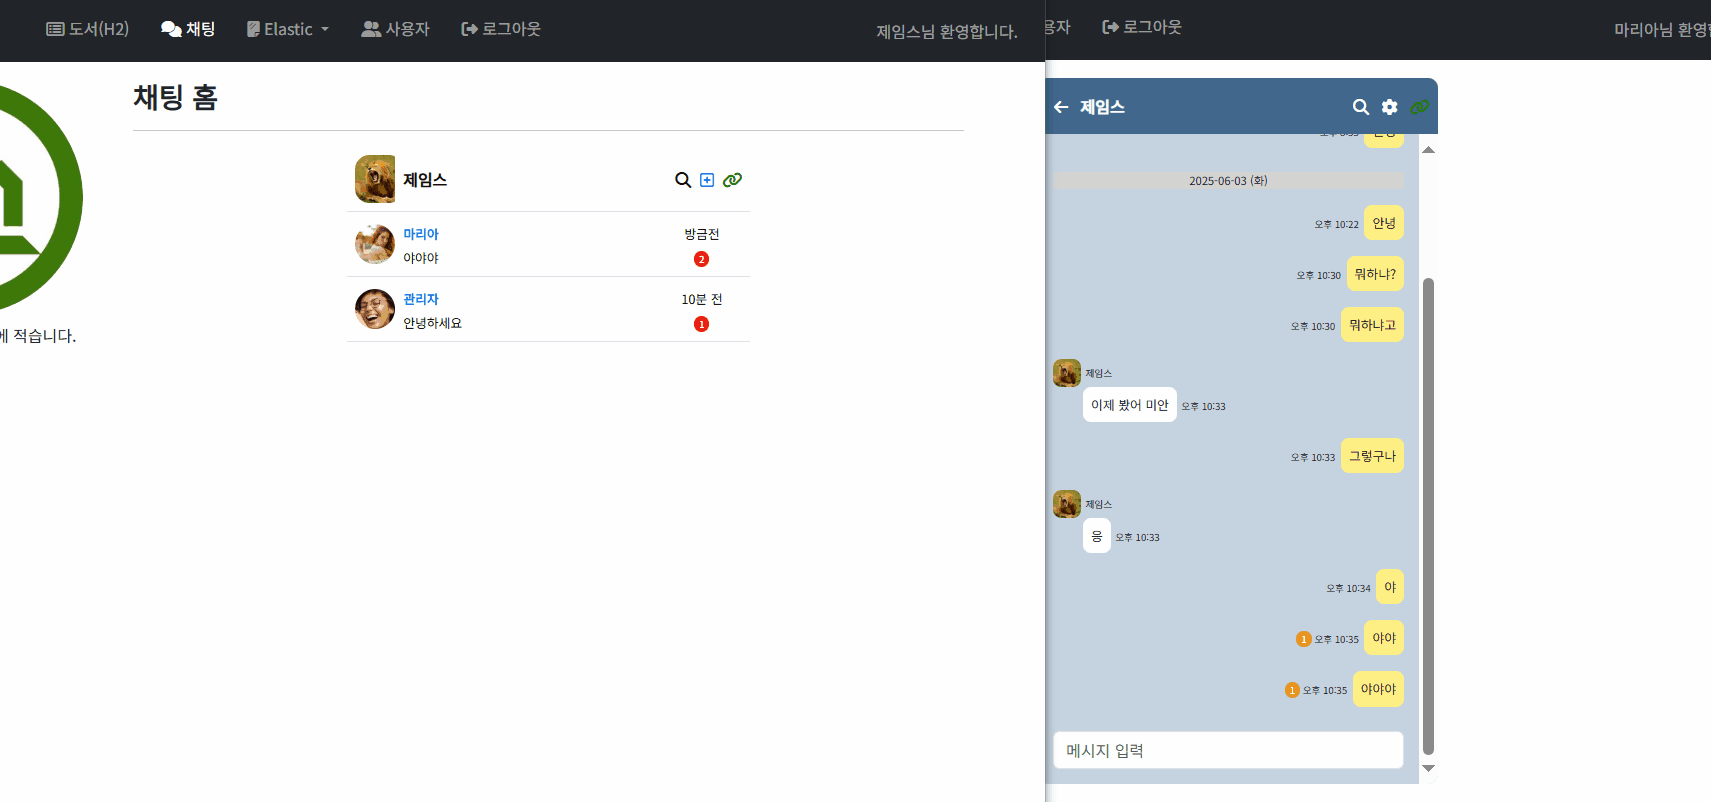 도서(H2) 채팅 Elastic 사용자 로그아웃 제임스님 환영합니다.
채팅 홈
제임스
마리아 방금전
야야야 2
관리자 10분 전
안녕하세요 1
에 적습니다.
용자 로그아웃 마리아님 환영
제임스
2025-06-03 (화)
오후 10:22 안녕
오후 10:30 뭐하냐?
오후 10:30 뭐하냐고
제임스
이제 봤어 미안 오후 10:33
오후 10:33 그렇구나
제임스
응 오후 10:33
오후 10:34 야
1 오후 10:35 야야
1 오후 10:35 야야야
메시지 입력